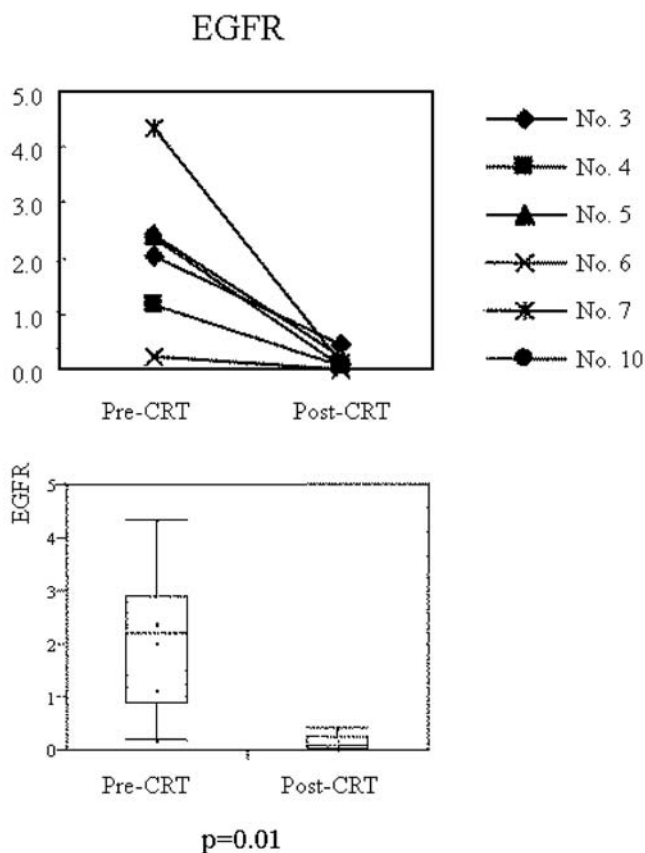 EGFR
5.0
4.0
3.0
2.0
1.0
0.0
Pre-CRT Post-CRT
No. 3
No. 4
No. 5
No. 6
No. 7
No. 10
EGFR
5
4
3
2
1
0
Pre-CRT Post-CRT
p=0.01